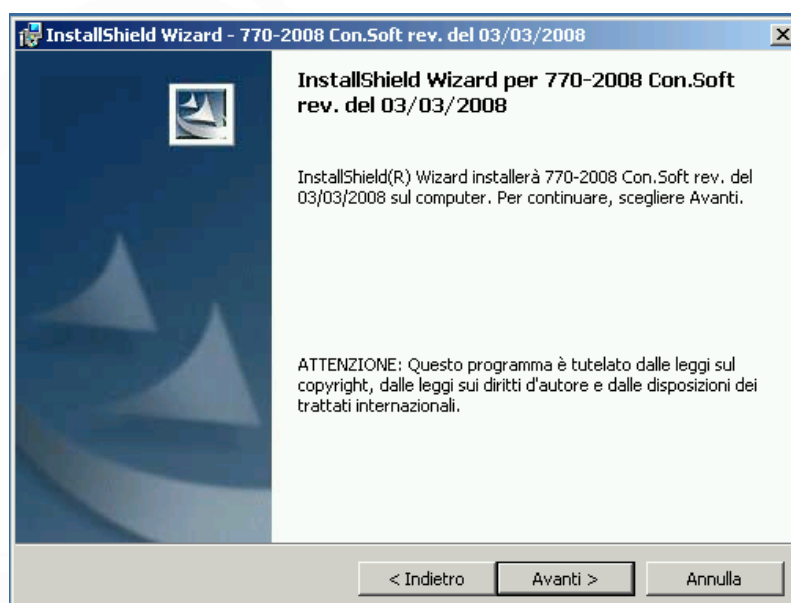 InstallShield Wizard - 770-2008 Con.Soft rev. del 03/03/2008
InstallShield Wizard per 770-2008 Con.Soft
rev. del 03/03/2008
InstallShield(R) Wizard installerà 770-2008 Con.Soft rev. del
03/03/2008 sul computer. Per continuare, scegliere Avanti.
ATTENZIONE: Questo programma è tutelato dalle leggi sul
copyright, dalle leggi sui diritti d'autore e dalle disposizioni dei
trattati internazionali.
< Indietro
Avanti >
Annulla